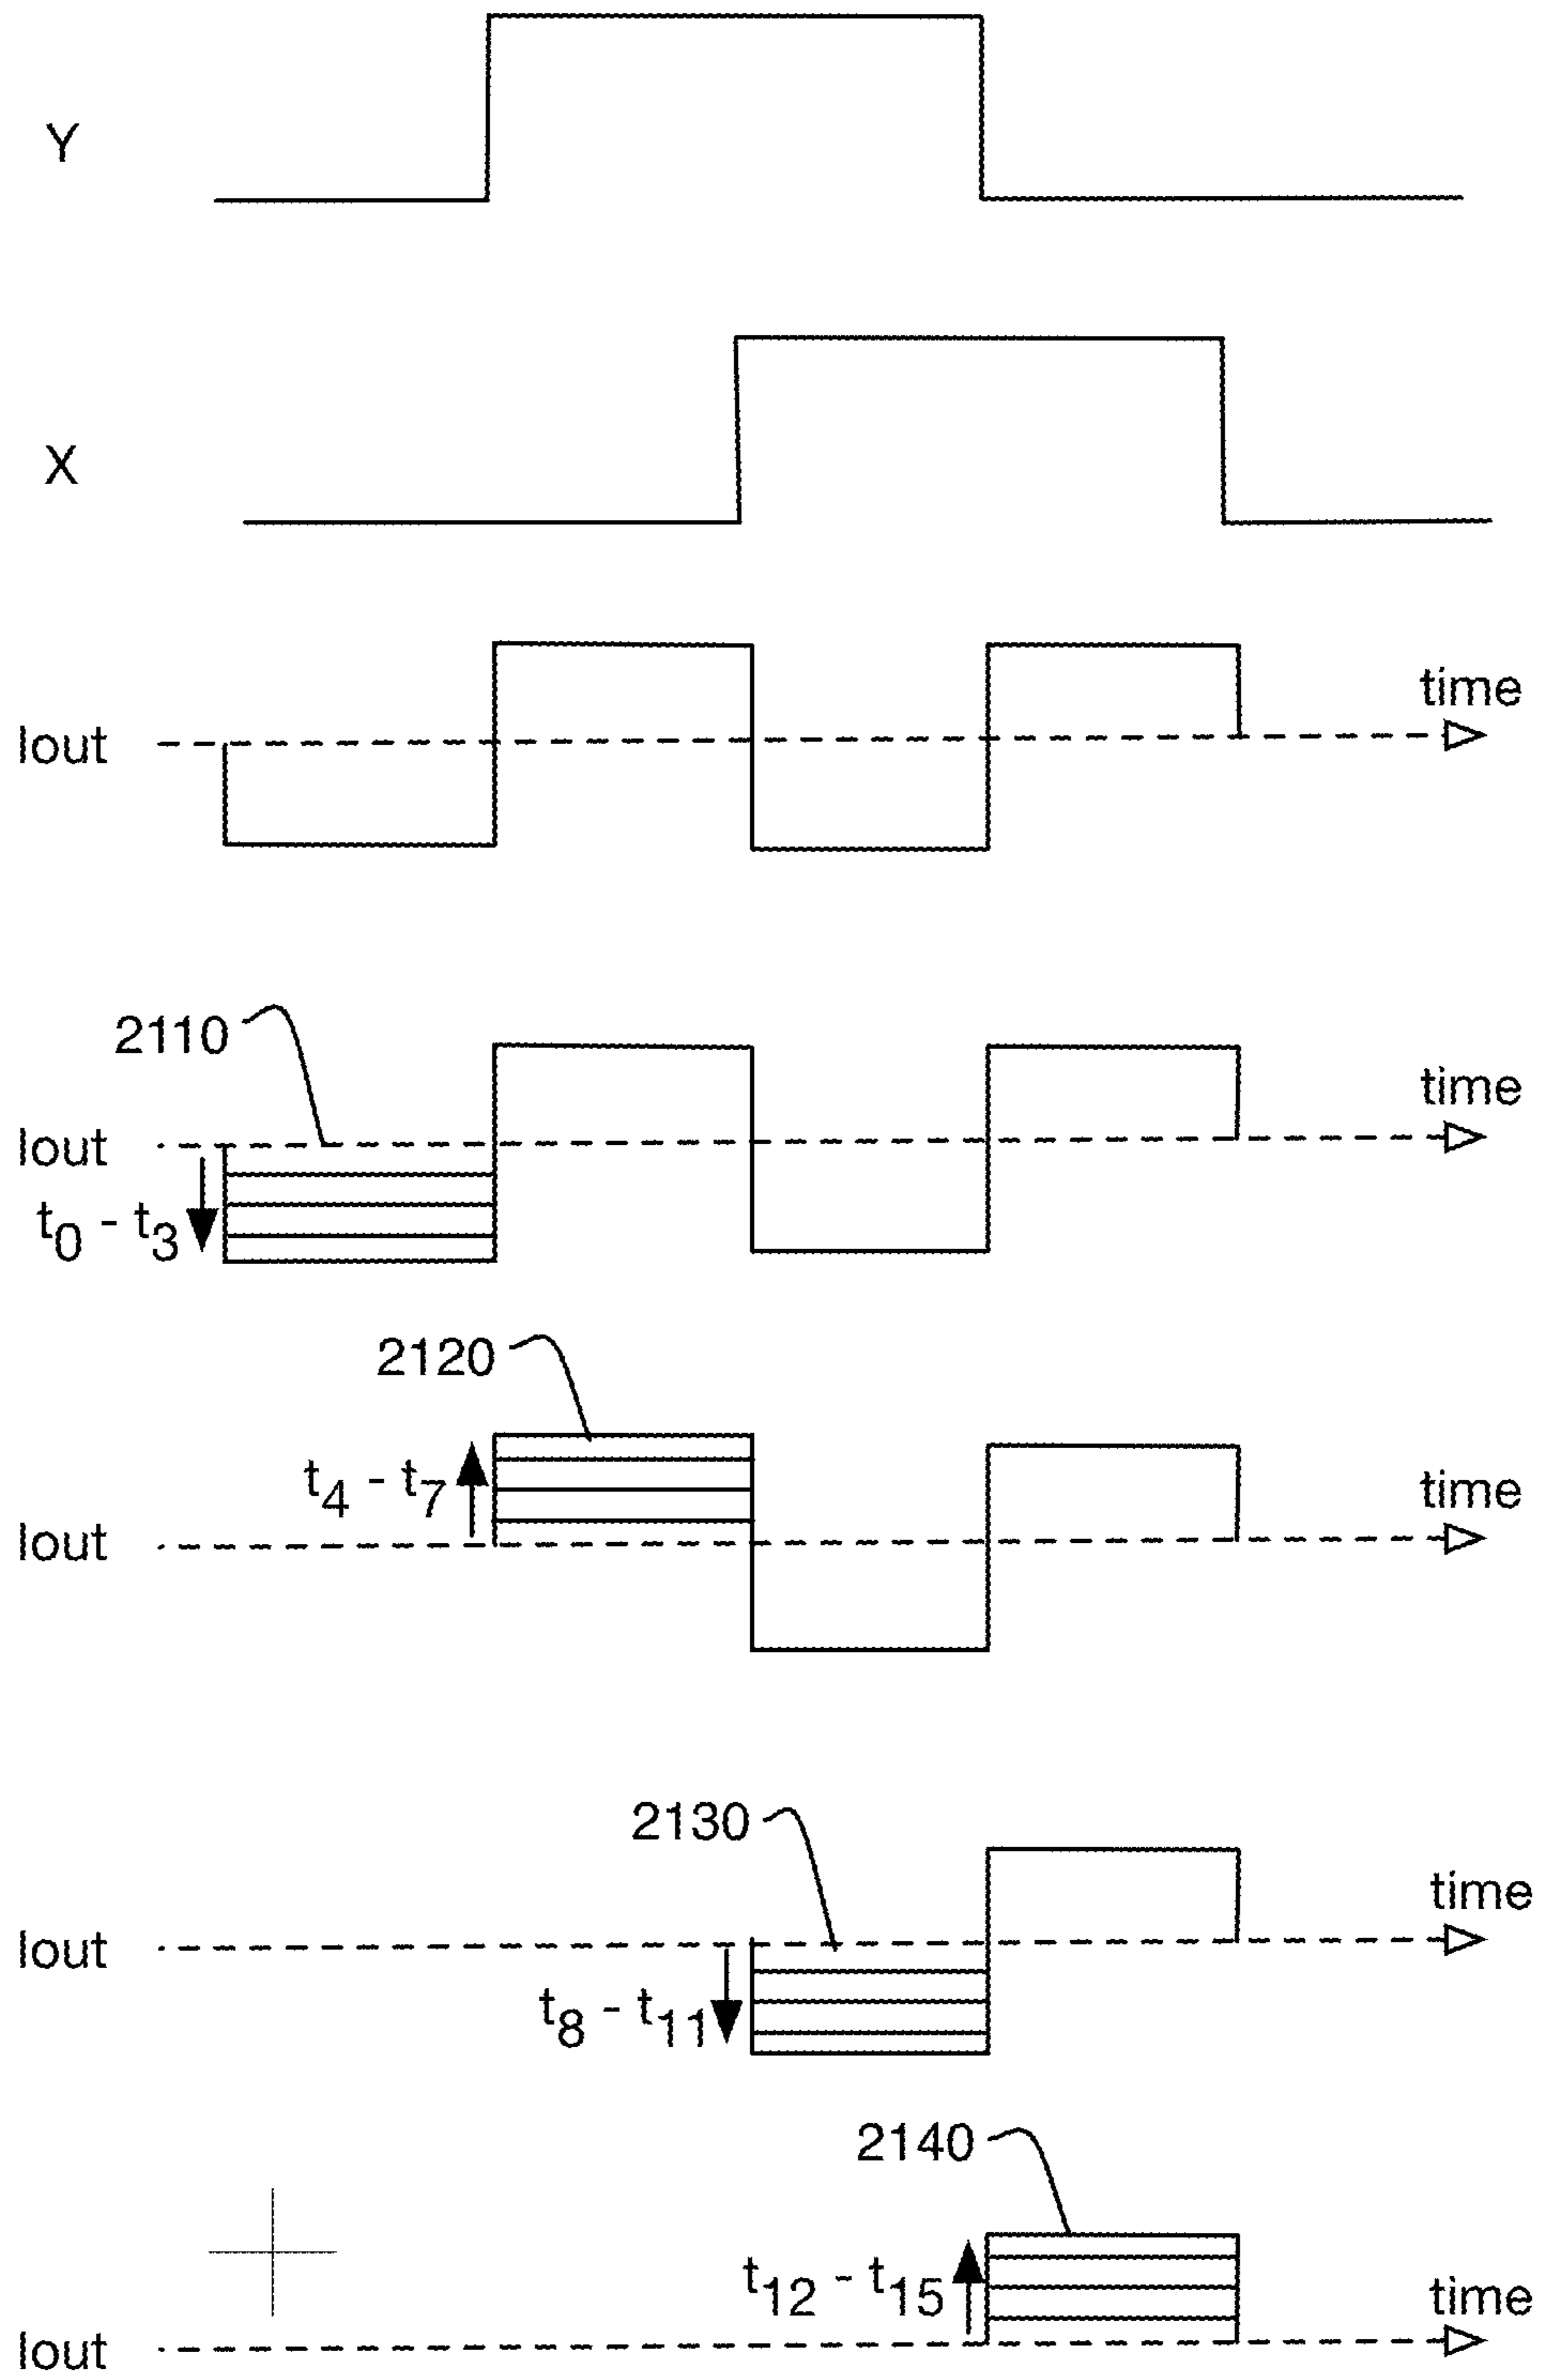 Y
X
time
Iout
2110
time
Iout
t0 - t3
2120
t4 - t7
time
Iout
2130
time
Iout
t8 - t11
2140
t12 - t15
time
Iout